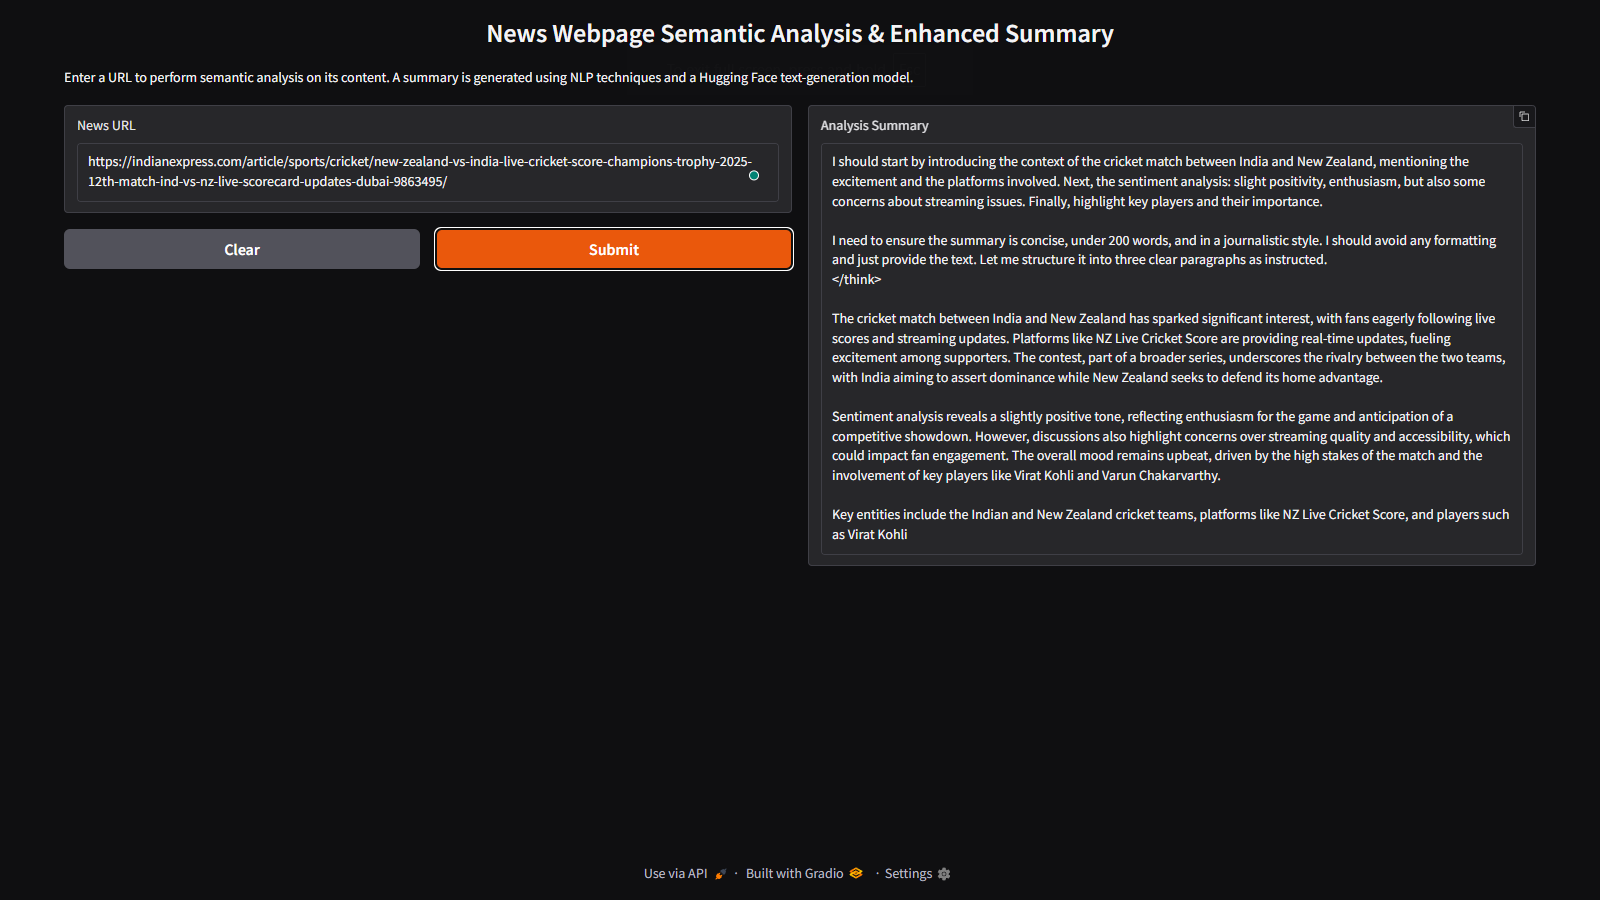 News Webpage Semantic Analysis & Enhanced Summary
Enter a URL to perform semantic analysis on its content. A summary is generated using NLP techniques and a Hugging Face text-generation model.
News URL
https://indianexpress.com/article/sports/cricket/new-zealand-vs-india-live-cricket-score-champions-trophy-2025-
12th-match-ind-vs-nz-live-scorecard-updates-dubai-9863495/
Clear
Submit
Analysis Summary
I should start by introducing the context of the cricket match between India and New Zealand, mentioning the
excitement and the platforms involved. Next, the sentiment analysis: slight positivity, enthusiasm, but also some
concerns about streaming issues. Finally, highlight key players and their importance.
I need to ensure the summary is concise, under 200 words, and in a journalistic style. I should avoid any formatting
and just provide the text. Let me structure it into three clear paragraphs as instructed.
</think>
The cricket match between India and New Zealand has sparked significant interest, with fans eagerly following live
scores and streaming updates. Platforms like NZ Live Cricket Score are providing real-time updates, fueling
excitement among supporters. The contest, part of a broader series, underscores the rivalry between the two teams,
with India aiming to assert dominance while New Zealand seeks to defend its home advantage.
Sentiment analysis reveals a slightly positive tone, reflecting enthusiasm for the game and anticipation of a
competitive showdown. However, discussions also highlight concerns over streaming quality and accessibility, which
could impact fan engagement. The overall mood remains upbeat, driven by the high stakes of the match and the
involvement of key players like Virat Kohli and Varun Chakarvarthy.
Key entities include the Indian and New Zealand cricket teams, platforms like NZ Live Cricket Score, and players such
as Virat Kohli
Use via API · Built with Gradio · Settings